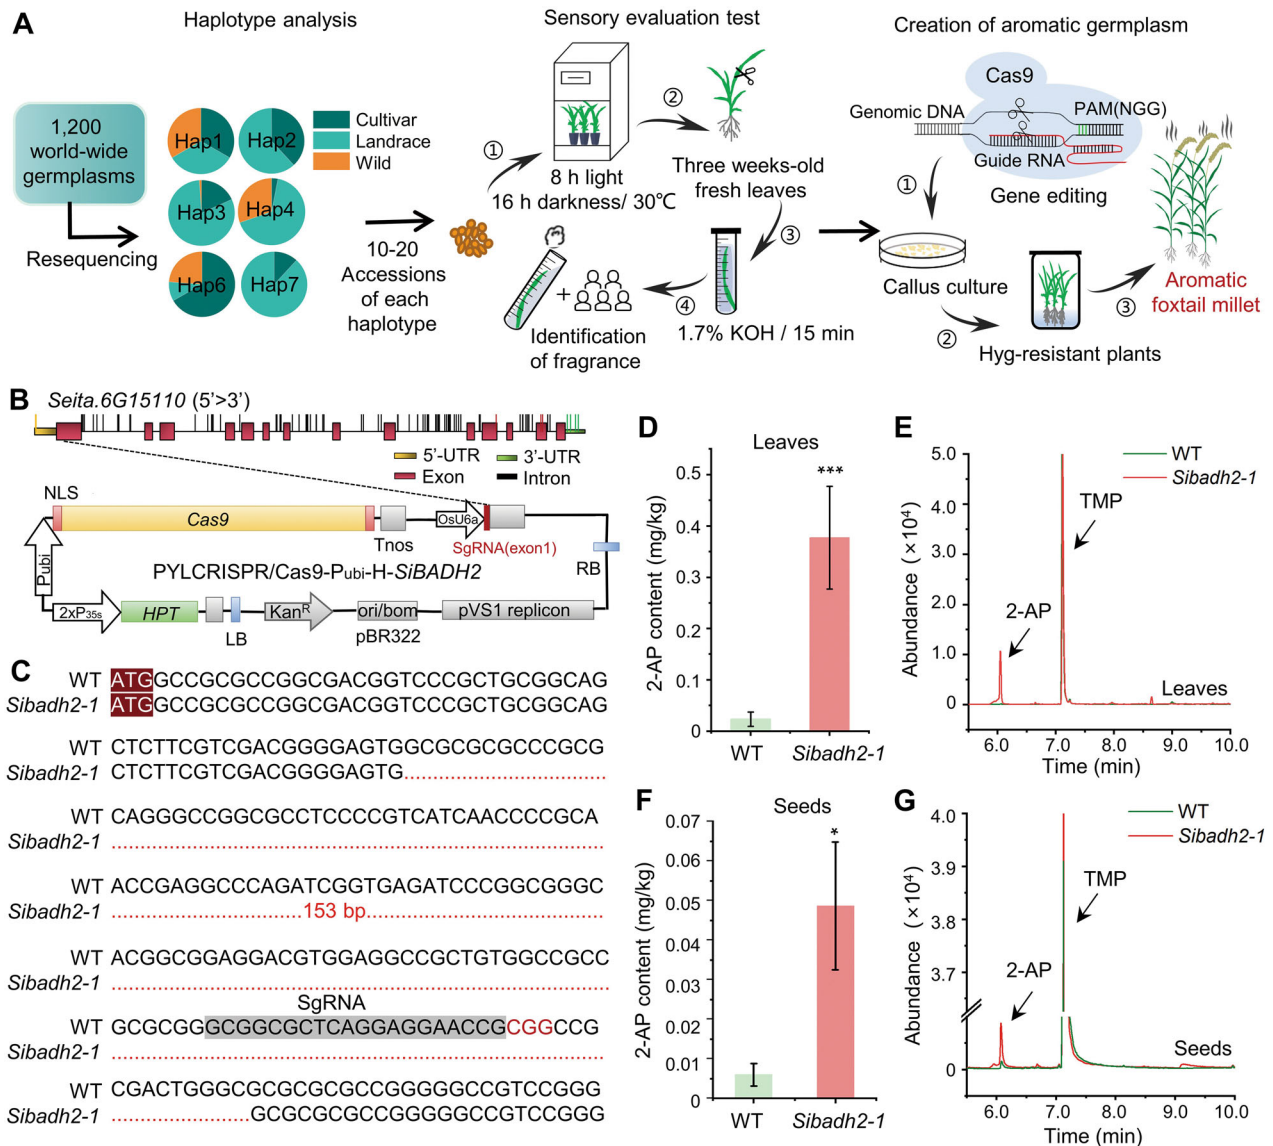 A
Haplotype analysis
Sensory evaluation test
Creation of aromatic germplasm
1,200
world-wide
germplasms
Resequencing
Hap1
Hap2
Hap3
Hap4
Hap6
Hap7
Cultivar
Landrace
Wild
10-20
Accessions
of each
haplotype
①
8 h light
16 h darkness/ 30℃
②
Three weeks-old
fresh leaves
③
1.7% KOH / 15 min
④
+
Identification
of fragrance
Cas9
Genomic DNA
PAM(NGG)
Guide RNA
Gene editing
①
Callus culture
②
Hyg-resistant plants
③
Aromatic
foxtail millet
B
Seita.6G15110 (5'>3')
5'-UTR
3'-UTR
Exon
Intron
NLS
Cas9
Tnos
OsU6a
SgRNA(exon1)
RB
Pubi
PYLCRISPR/Cas9-Pubi-H-SiBADH2
2xP35s
HPT
LB
KanR
ori/bom
pBR322
pVS1 replicon
C
WT ATGGCCGCGCCGGCGACGGTCCCGCTGCGGCAG
Sibadh2-1 ATGGCCGCGCCGGCGACGGTCCCGCTGCGGCAG
WT CTCTTCGTCGACGGGGAGTGGCGCGCGCCCGCG
Sibadh2-1 CTCTTCGTCGACGGGGAGTG
WT CAGGGCCGGCGCCTCCCCGTCATCAACCCCGCA
Sibadh2-1
WT ACCGAGGCCCAGATCGGTGAGATCCCGGCGGGC
Sibadh2-1 153 bp
WT ACGGCGGAGGACGTGGAGGCCGCTGTGGCCGCC
Sibadh2-1
SgRNA
WT GCGCGGGCGGCGCTCAGGAGGAACCGCGGCCG
Sibadh2-1
WT CGACTGGGCGCGCGCGCCGGGGGCCGTCCGGG
Sibadh2-1 GCGCGCGCCGGGGGCCGTCCGGG
D
Leaves
2-AP content (mg/kg)
0.5
0.4
0.3
0.2
0.1
0
***
WT
Sibadh2-1
E
WT
Sibadh2-1
Abundance (×10⁴)
5.0
4.0
3.0
2.0
1.0
0
TMP
2-AP
Leaves
6.0 7.0 8.0 9.0 10.0
Time (min)
F
Seeds
2-AP content (mg/kg)
0.07
0.06
0.05
0.04
0.03
0.02
0.01
0
*
WT
Sibadh2-1
G
WT
Sibadh2-1
Abundance (×10⁴)
4.0
3.9
3.8
3.7
0
TMP
2-AP
Seeds
6.0 7.0 8.0 9.0 10.0
Time (min)